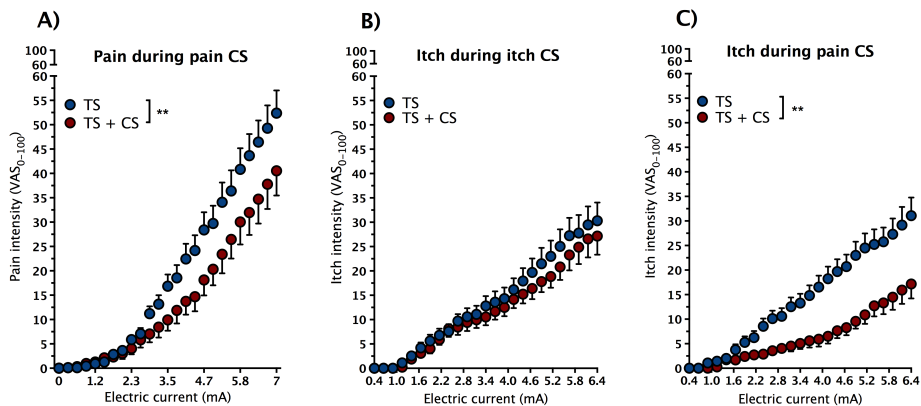 A)
Pain during pain CS
100
80
60
60
55
50
45
40
35
30
25
20
15
10
5
0
Pain intensity (VAS0–100)
TS
TS + CS
**
0 1.2 2.3 3.5 4.7 5.8 7
Electric current (mA)
B)
Itch during itch CS
100
80
60
60
55
50
45
40
35
30
25
20
15
10
5
0
Itch intensity (VAS0–100)
TS
TS + CS
0.4 1.0 1.6 2.2 2.8 3.4 4.0 4.6 5.2 5.8 6.4
Electric current (mA)
C)
Itch during pain CS
100
80
60
60
55
50
45
40
35
30
25
20
15
10
5
0
Itch intensity (VAS0–100)
TS
TS + CS
**
0.4 1.0 1.6 2.2 2.8 3.4 4.0 4.6 5.2 5.8 6.4
Electric current (mA)